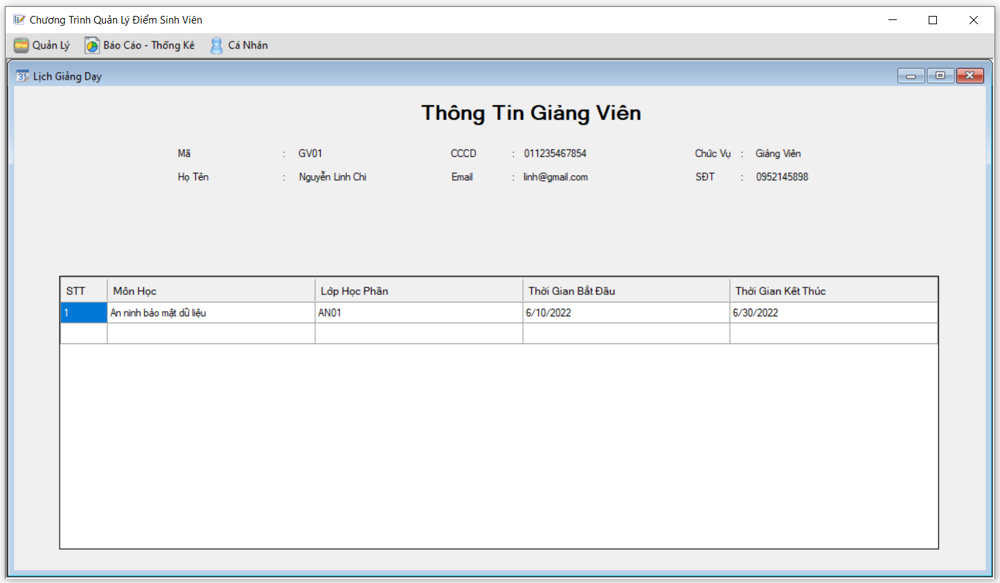 Chương Trình Quản Lý Điểm Sinh Viên
Quản Lý Báo Cáo - Thống Kê Cá Nhân
31 Lịch Giảng Dạy
Thông Tin Giảng Viên
Mã : GV01 CCCD : 011235467854 Chức Vụ : Giảng Viên
Họ Tên : Nguyễn Linh Chi Email : linh@gmail.com SĐT : 0952145898
STT Môn Học Lớp Học Phần Thời Gian Bắt Đầu Thời Gian Kết Thúc
1 An ninh bảo mật dữ liệu AN01 6/10/2022 6/30/2022